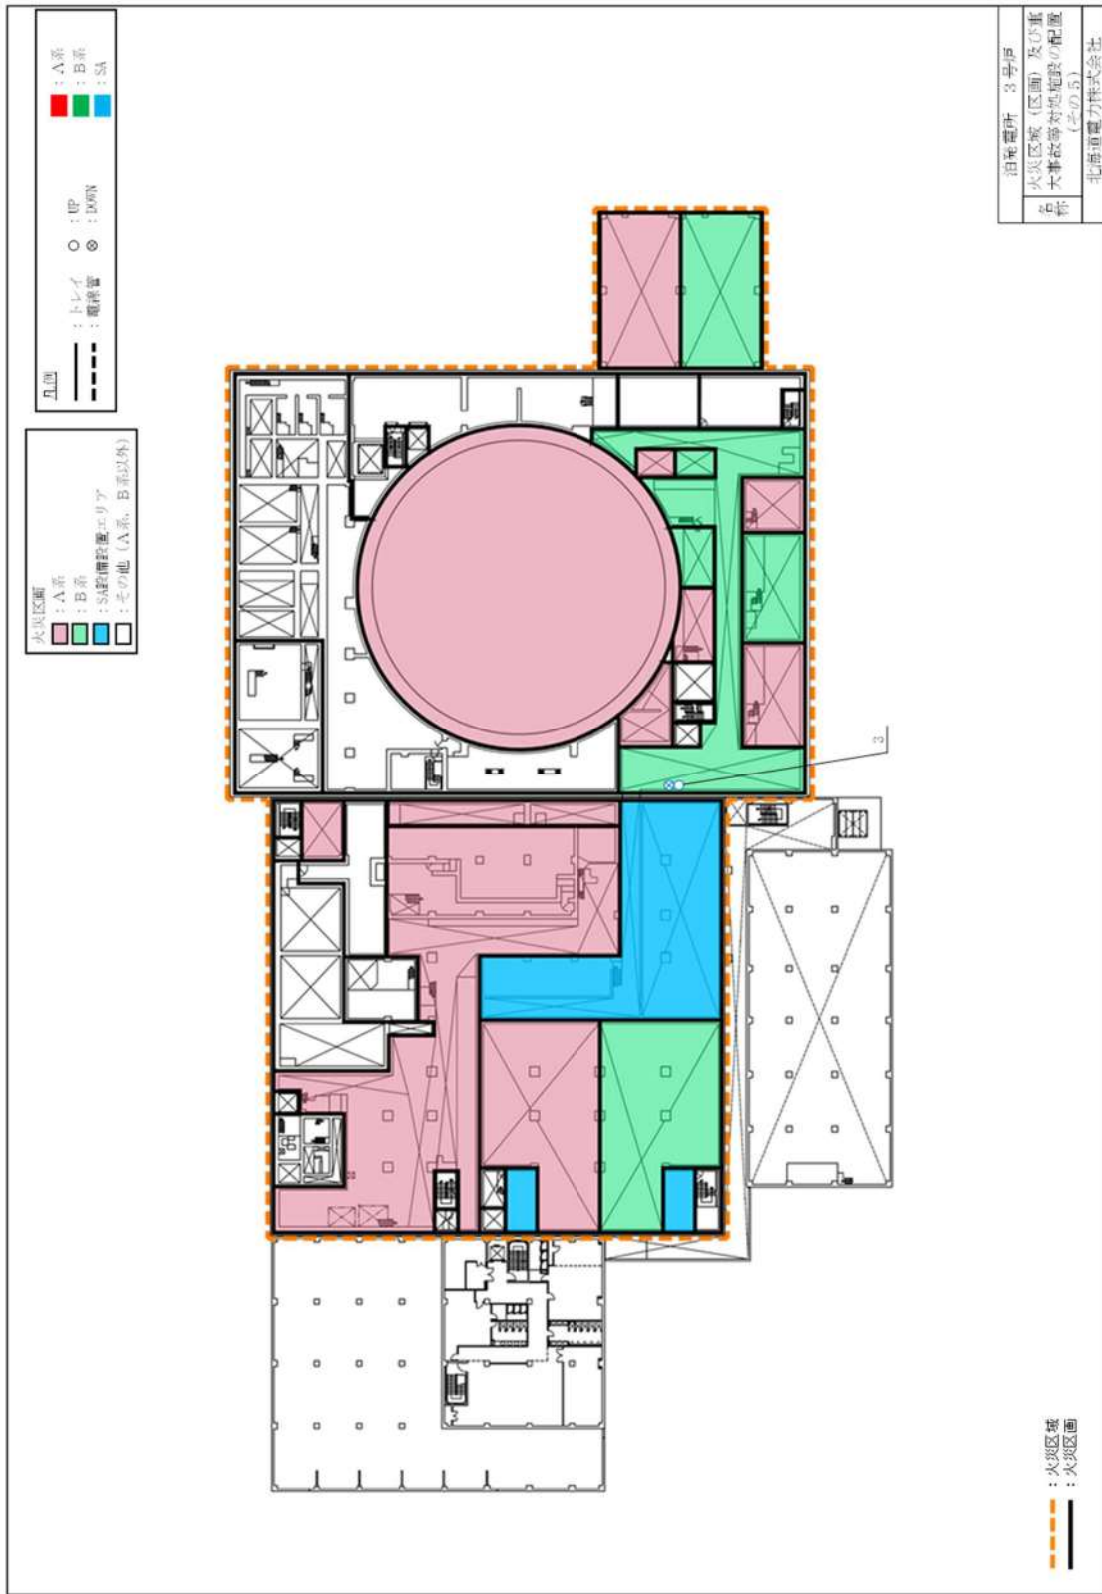 泊発電所 3号炉
名称
火災区域（区画）及び重
大事故等対処施設の配置
（その5）
北海道電力株式会社
凡例
：トレイ
○：UP
：A系
：電線管
⊗：DOWN
：B系
：SA
火災区画
：A系
：B系
：SA設備設置エリア
：その他（A系，B系以外）
3
：火災区域
：火災区画